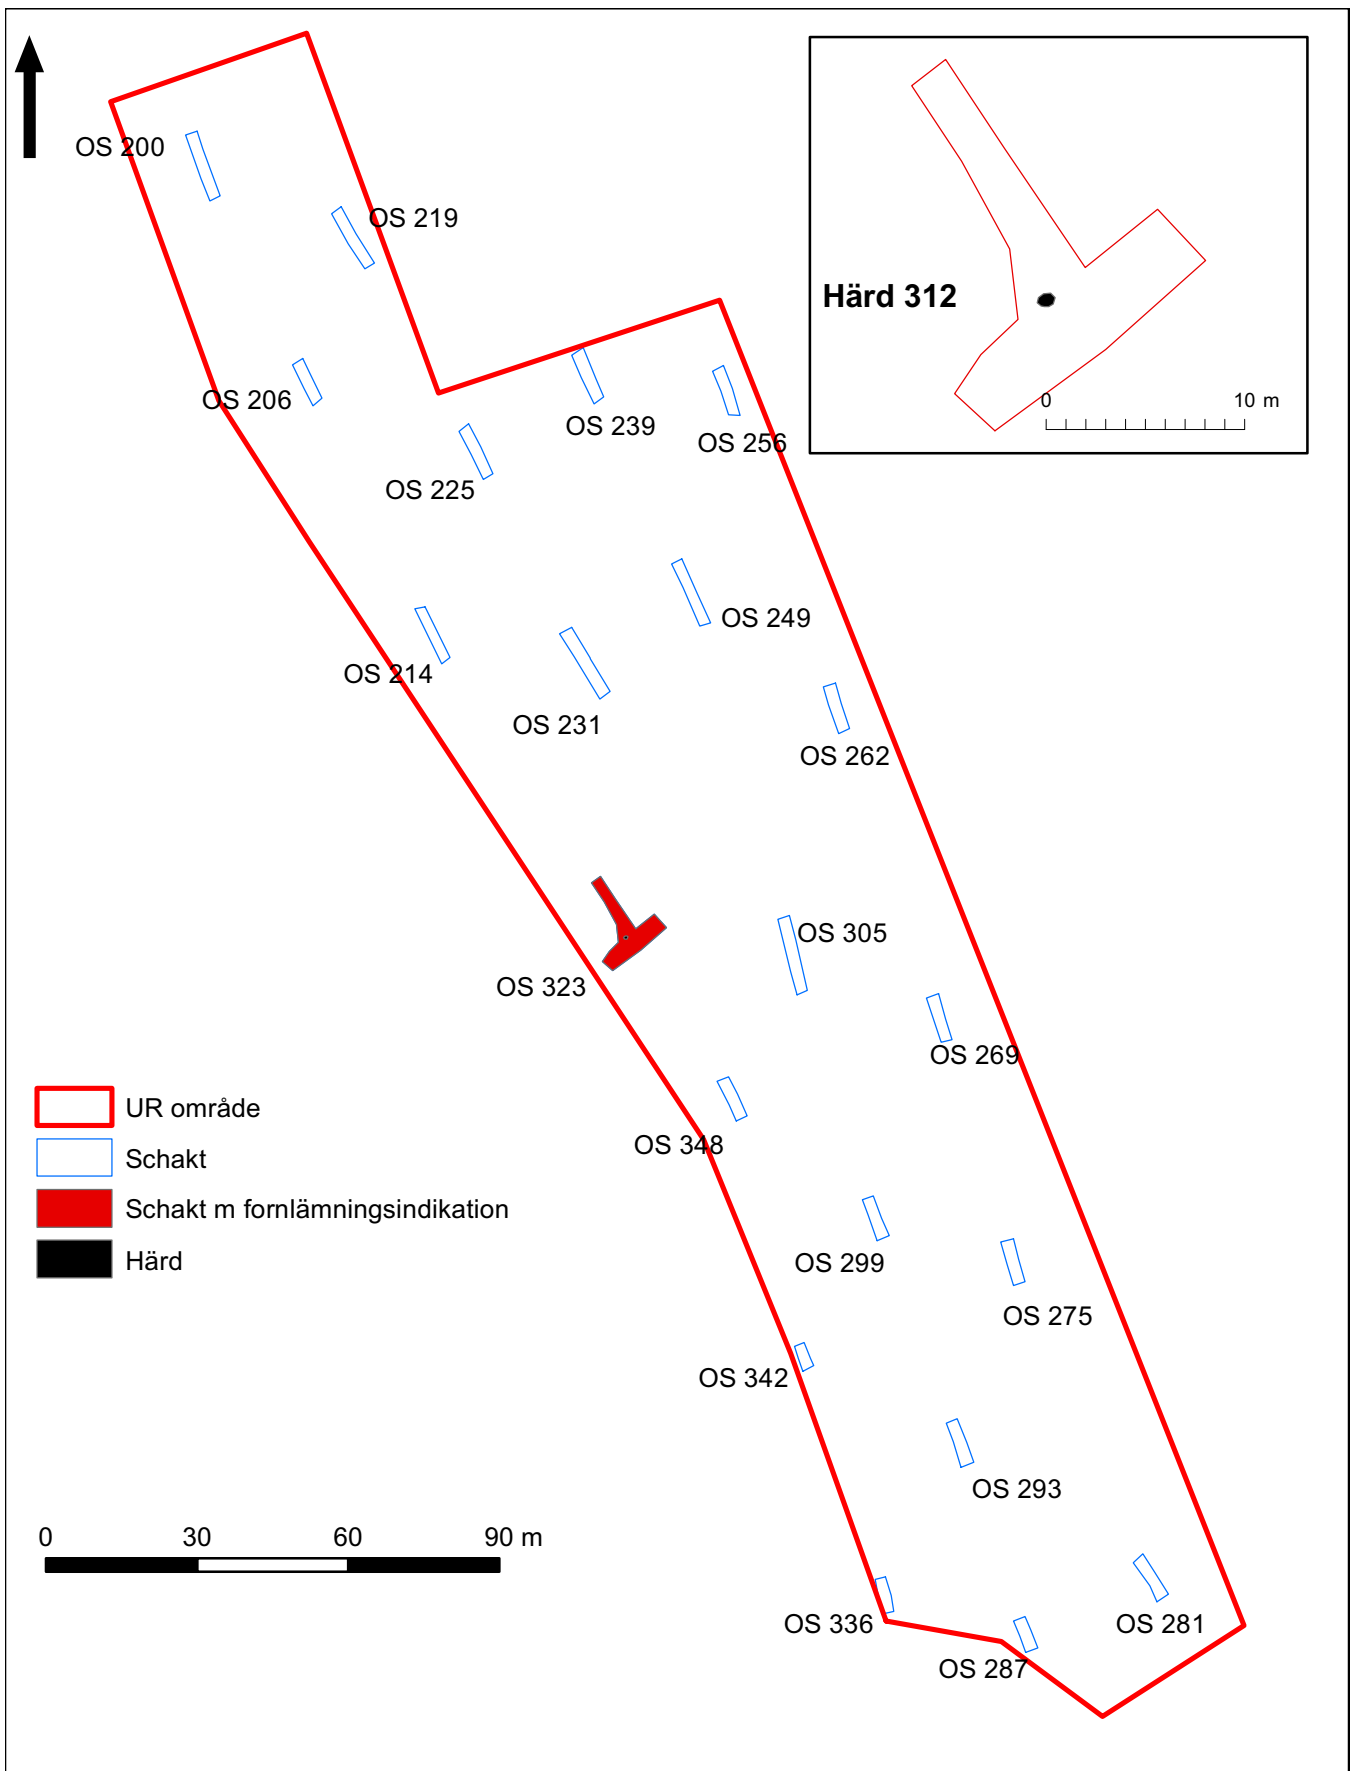 OS 200
OS 219
OS 206
OS 239
OS 256
OS 225
Härd 312
0 10 m
OS 249
OS 214
OS 231
OS 262
OS 305
OS 323
OS 269
OS 348
OS 299
OS 275
OS 342
OS 293
OS 336
OS 281
OS 287
UR område
Schakt
Schakt m fornlämningsindikation
Härd
0 30 60 90 m